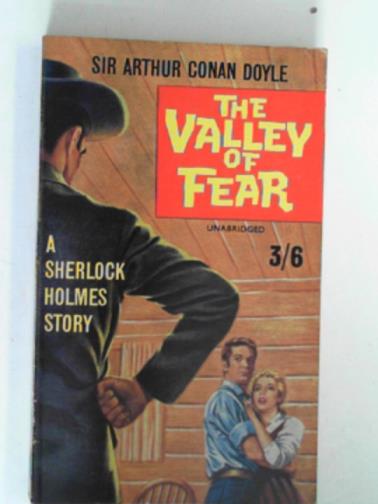 SIR ARTHUR CONAN DOYLE
THE
VALLEY
OF
FEAR
UNABRIDGED
3/6
A
SHERLOCK
HOLMES
STORY